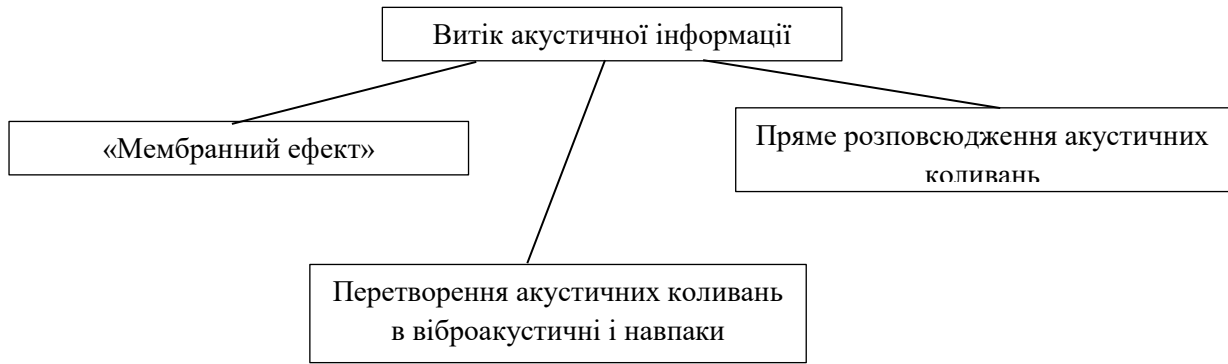 Витік акустичної інформації
«Мембранний ефект»
Пряме розповсюдження акустичних
коливань
Перетворення акустичних коливань
в віброакустичні і навпаки